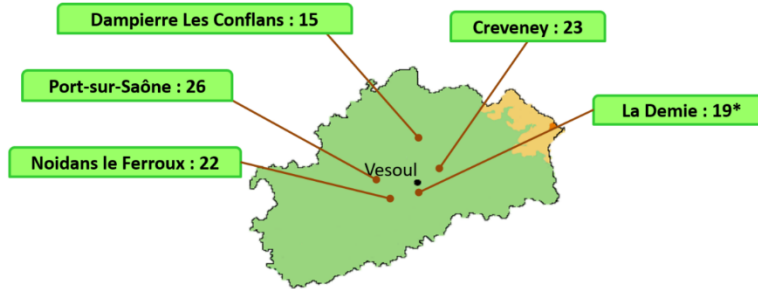 Dampierre Les Conflans : 15
Creveney : 23
Port-sur-Saône : 26
La Demie : 19*
Noidans le Ferroux : 22
Vesoul